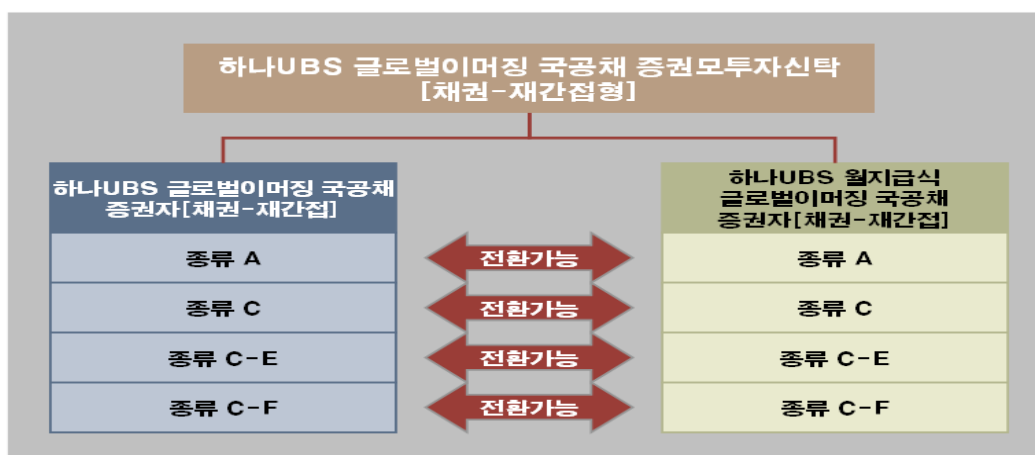 하나UBS 글로벌이머징 국공채 증권모투자신탁
[채권-재간접형]
하나UBS 글로벌이머징 국공채
증권자[채권-재간접]
하나UBS 월지급식
글로벌이머징 국공채
증권자[채권-재간접]
종류 A
전환가능
종류 A
종류 C
전환가능
종류 C
종류 C-E
전환가능
종류 C-E
종류 C-F
전환가능
종류 C-F